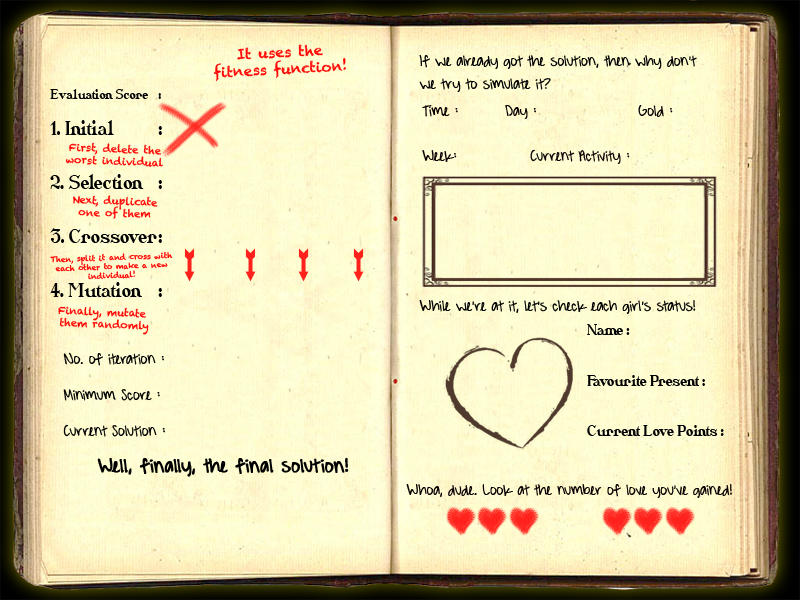 It uses the
fitness function!
Evaluation Score :
1. Initial :
First, delete the
worst individual
2. Selection :
Next, duplicate
one of them
3. Crossover:
Then, split it and cross with
each other to make a new
individual!
4. Mutation :
Finally, mutate
them randomly
No. of iteration :
Minimum Score :
Current Solution :
Well, finally, the final solution!
If we already got the solution, then why don't
we try to simulate it?
Time : Day : Gold :
Week: Current Activity :
While we're at it, let's check each girl's status!
Name :
Favourite Present :
Current Love Points :
Whoa, dude. Look at the number of love you've gained!